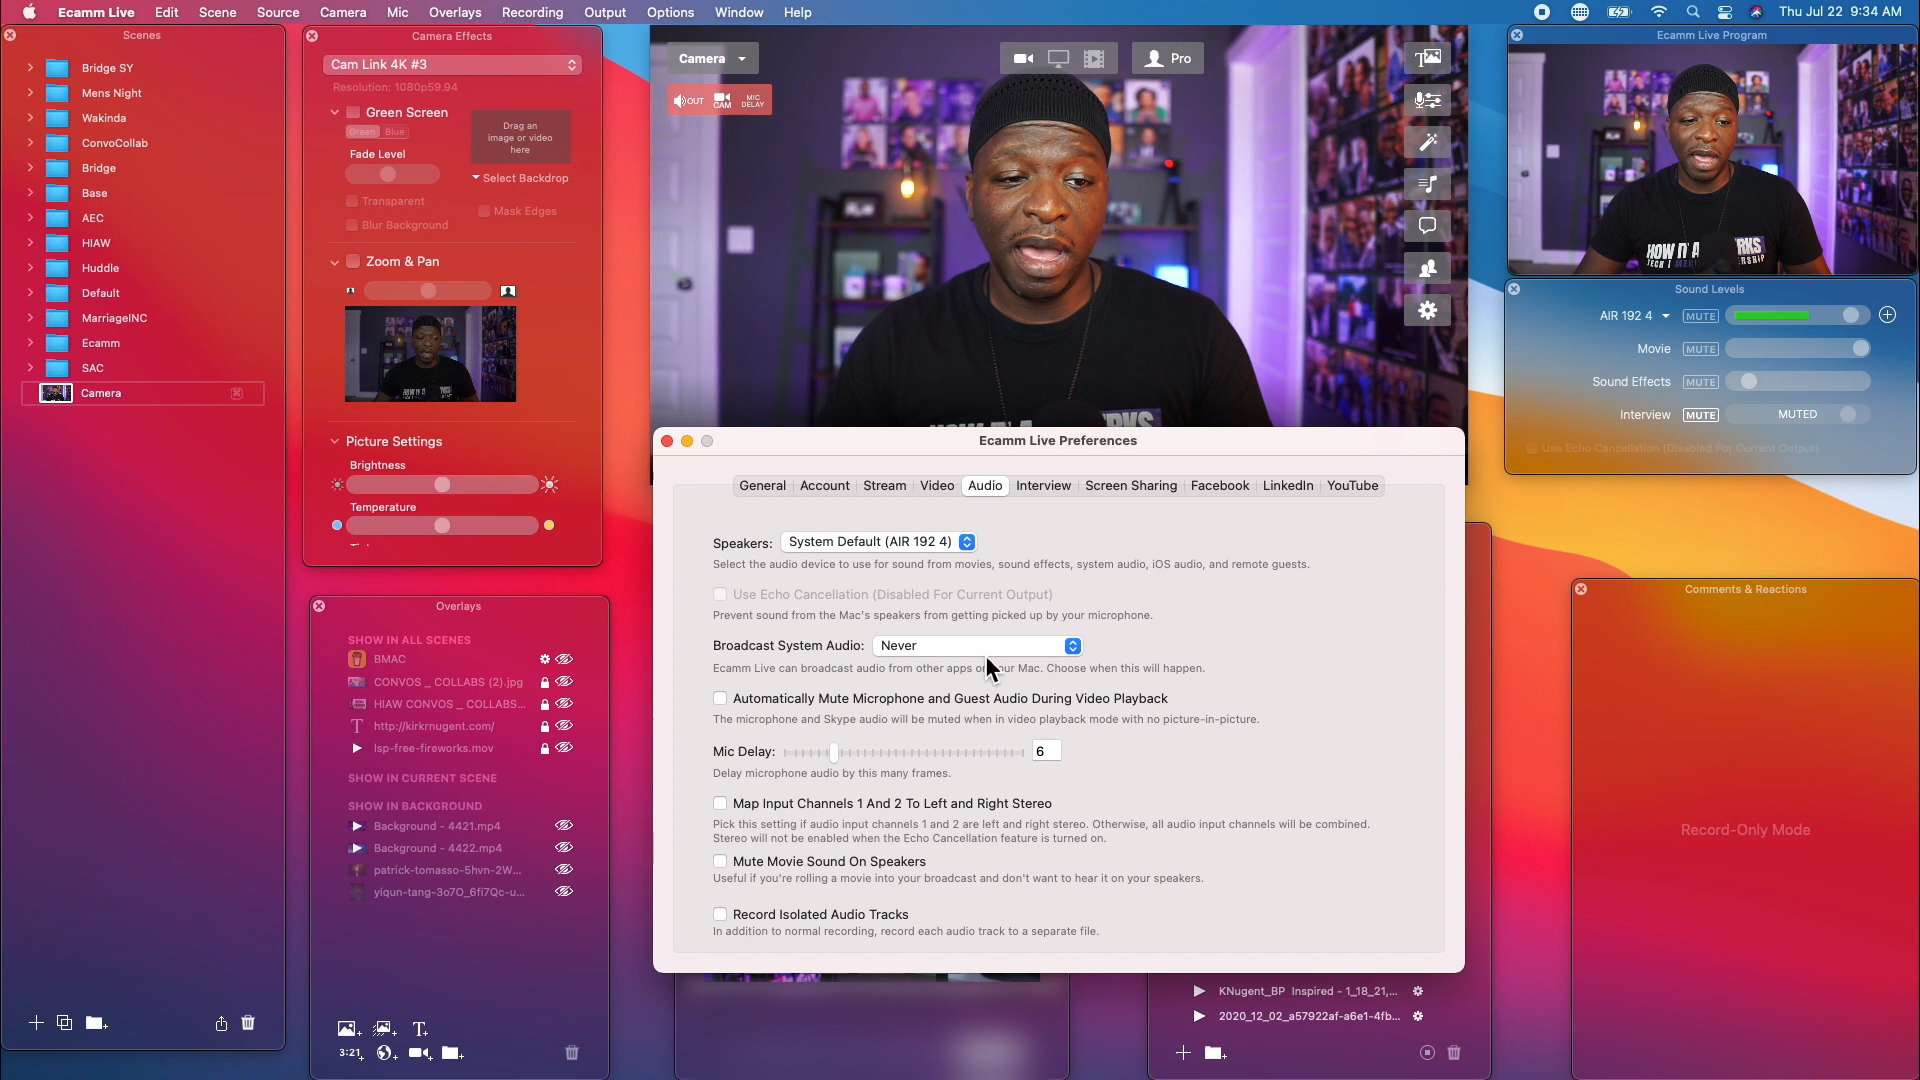 Ecamm Live Edit Scene Source Camera Mic Overlays Recording Output Options Window Help
Thu Jul 22 9:34 AM
Scenes
Bridge SY
Mens Night
Wakinda
ConvoCollab
Bridge
Base
AEC
HIAW
Huddle
Default
MarriageINC
Ecamm
SAC
Camera
Camera Effects
Cam Link 4K #3
Resolution: 1080p59.94
Green Screen
Green Blue
Drag an
image or video
here
Fade Level
Select Backdrop
Transparent
Mask Edges
Blur Background
Zoom & Pan
Picture Settings
Brightness
Temperature
Overlays
SHOW IN ALL SCENES
BMAC
CONVOS _ COLLABS (2).jpg
HIAW CONVOS _ COLLABS...
http://kirkrnugent.com/
lsp-free-fireworks.mov
SHOW IN CURRENT SCENE
SHOW IN BACKGROUND
Background - 4421.mp4
Background - 4422.mp4
patrick-tomasso-5hvn-2W...
yiqun-tang-3o7O_6fi7Qc-u...
3:21
Camera
Pro
OUT
CAM
MIC
DELAY
Ecamm Live Preferences
General Account Stream Video Audio Interview Screen Sharing Facebook LinkedIn YouTube
Speakers: System Default (AIR 192 4)
Select the audio device to use for sound from movies, sound effects, system audio, iOS audio, and remote guests.
Use Echo Cancellation (Disabled For Current Output)
Prevent sound from the Mac's speakers from getting picked up by your microphone.
Broadcast System Audio: Never
Ecamm Live can broadcast audio from other apps on your Mac. Choose when this will happen.
Automatically Mute Microphone and Guest Audio During Video Playback
The microphone and Skype audio will be muted when in video playback mode with no picture-in-picture.
Mic Delay: 6
Delay microphone audio by this many frames.
Map Input Channels 1 And 2 To Left and Right Stereo
Pick this setting if audio input channels 1 and 2 are left and right stereo. Otherwise, all audio input channels will be combined.
Stereo will not be enabled when the Echo Cancellation feature is turned on.
Mute Movie Sound On Speakers
Useful if you're rolling a movie into your broadcast and don't want to hear it on your speakers.
Record Isolated Audio Tracks
In addition to normal recording, record each audio track to a separate file.
KNugent_BP Inspired - 1_18_21,...
2020_12_02_a57922af-a6e1-4fb...
Ecamm Live Program
Sound Levels
AIR 192 4 MUTE
Movie MUTE
Sound Effects MUTE
Interview MUTE MUTED
Use Echo Cancellation (Disabled For Current Output)
Comments & Reactions
Record-Only Mode